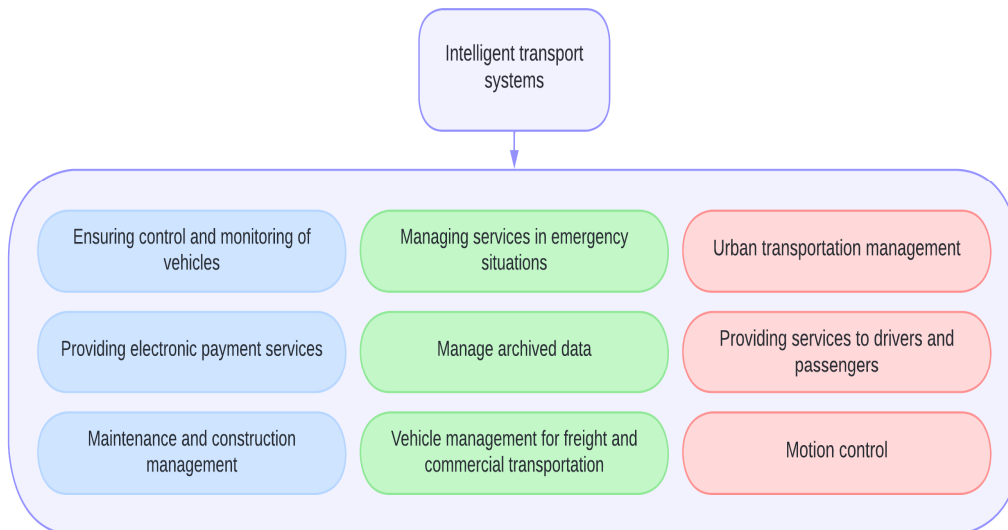 Intelligent transport
systems
Ensuring control and monitoring of
vehicles
Managing services in emergency
situations
Urban transportation management
Providing electronic payment services
Manage archived data
Providing services to drivers and
passengers
Maintenance and construction
management
Vehicle management for freight and
commercial transportation
Motion control